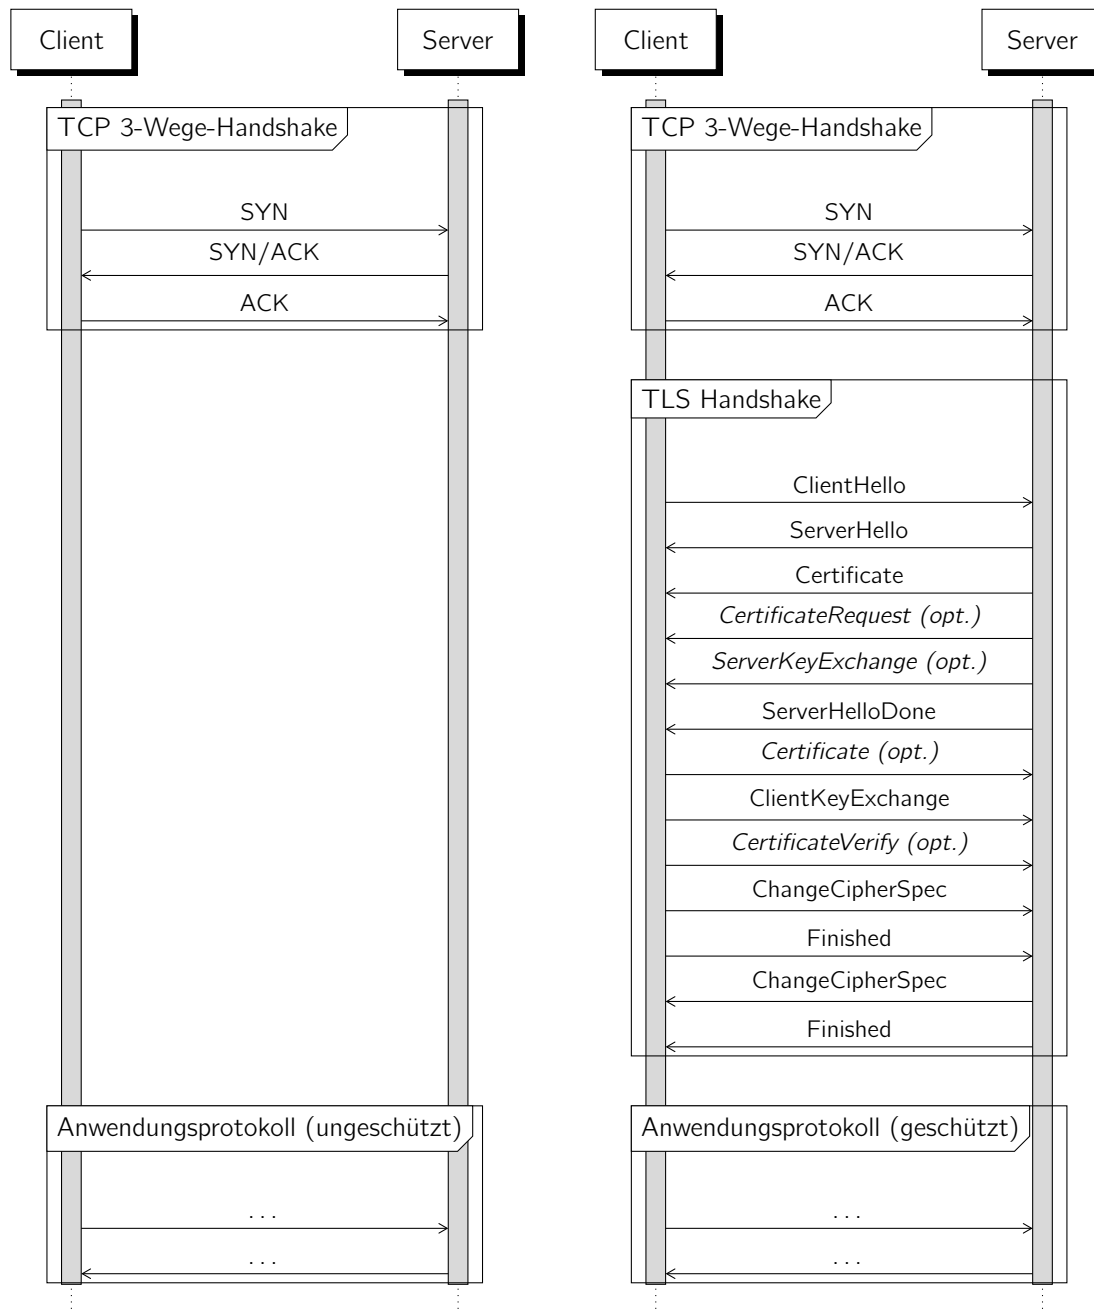 Client
Server
TCP 3-Wege-Handshake
SYN
SYN/ACK
ACK
Anwendungsprotokoll (ungeschützt)
. . .
. . .
Client
Server
TCP 3-Wege-Handshake
SYN
SYN/ACK
ACK
TLS Handshake
ClientHello
ServerHello
Certificate
CertificateRequest (opt.)
ServerKeyExchange (opt.)
ServerHelloDone
Certificate (opt.)
ClientKeyExchange
CertificateVerify (opt.)
ChangeCipherSpec
Finished
ChangeCipherSpec
Finished
Anwendungsprotokoll (geschützt)
. . .
. . .